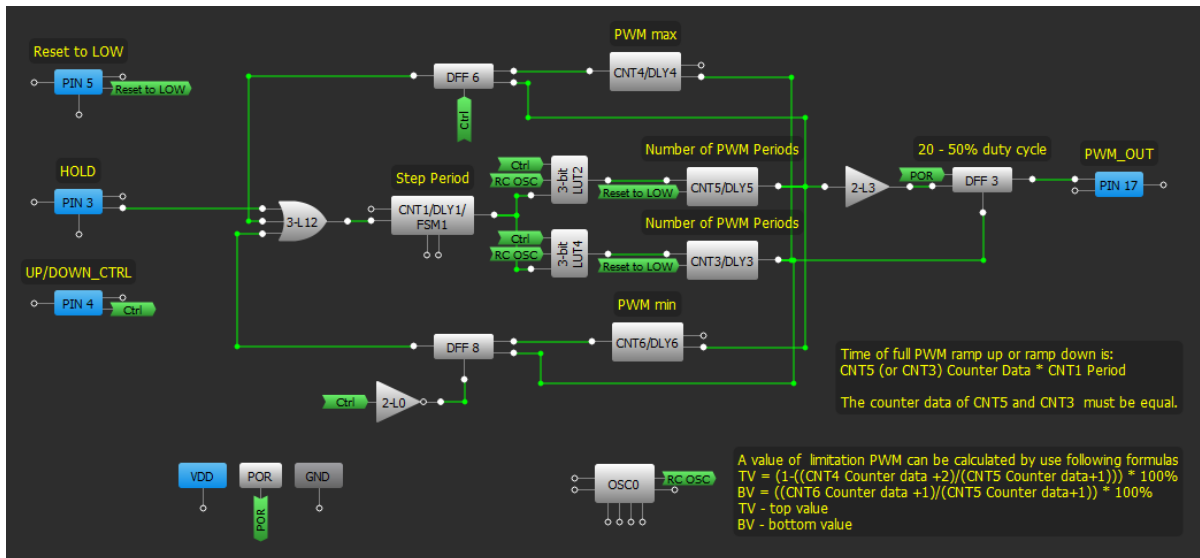 PWM max
Reset to LOW
PIN 5
Reset to LOW
DFF 6
CNT4/DLY4
Ctrl
HOLD
PIN 3
3-L12
Step Period
CNT1/DLY1/
FSM1
Ctrl
RC OSC
3-bit
LUT2
Number of PWM Periods
Reset to LOW
CNT5/DLY5
2-L3
20 - 50% duty cycle
POR
DFF 3
PWM_OUT
PIN 17
Ctrl
RC OSC
3-bit
LUT4
Number of PWM Periods
Reset to LOW
CNT3/DLY3
UP/DOWN_CTRL
PIN 4
Ctrl
PWM min
DFF 8
CNT6/DLY6
Ctrl
2-L0
Time of full PWM ramp up or ramp down is:
CNT5 (or CNT3) Counter Data * CNT1 Period
The counter data of CNT5 and CNT3 must be equal.
VDD
POR
GND
POR
OSC0
RC OSC
A value of limitation PWM can be calculated by use following formulas
TV = (1-((CNT4 Counter data +2)/(CNT5 Counter data+1))) * 100%
BV = ((CNT6 Counter data +1)/(CNT5 Counter data+1)) * 100%
TV - top value
BV - bottom value